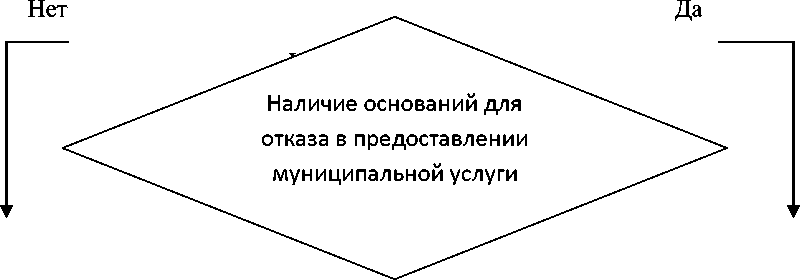 Нет
Да
Наличие оснований для
отказа в предоставлении
муниципальной услуги